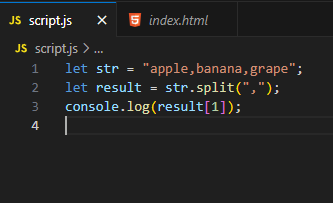 JS script.js × 5 index.html
JS script.js > ...
1 let str = "apple,banana,grape";
2 let result = str.split(",");
3 console.log(result[1]);
4